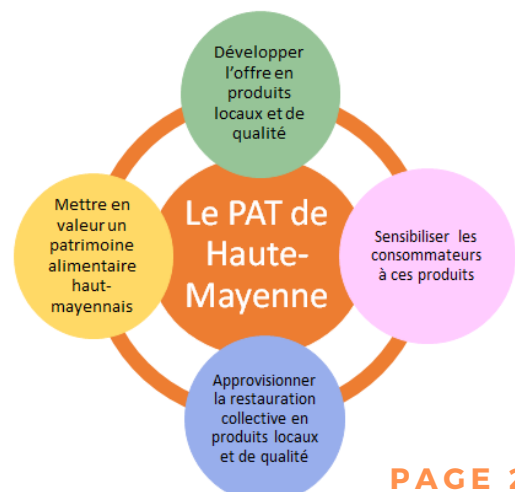 Développer
l'offre en
produits
locaux et de
qualité
Mettre en
valeur un
patrimoine
alimentaire
haut-
mayennais
Le PAT de
Haute-
Mayenne
Sensibiliser les
consommateurs
à ces produits
Approvisionner
la restauration
collective en
produits locaux
et de qualité
PAGE 2